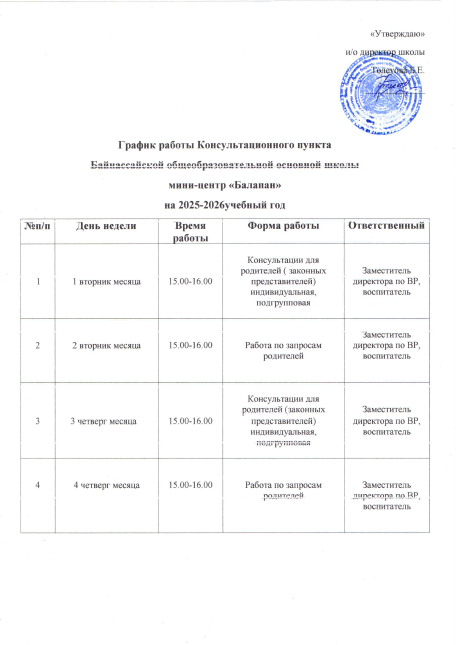 «Утверждаю»
и/о директор школы
Толеуова Б.Е.
График работы Консультационного пункта
Байнассайской общеобразовательной основной школы
мини-центр «Балапан»
на 2025-2026учебный год
№п/п День недели Время работы Форма работы Ответственный
1 1 вторник месяца 15.00-16.00 Консультации для родителей ( законных представителей) индивидуальная, подгрупповая Заместитель директора по ВР, воспитатель
2 2 вторник месяца 15.00-16.00 Работа по запросам родителей Заместитель директора по ВР, воспитатель
3 3 четверг месяца 15.00-16.00 Консультации для родителей (законных представителей) индивидуальная, подгрупповая Заместитель директора по ВР, воспитатель
4 4 четверг месяца 15.00-16.00 Работа по запросам родителей Заместитель директора по ВР, воспитатель